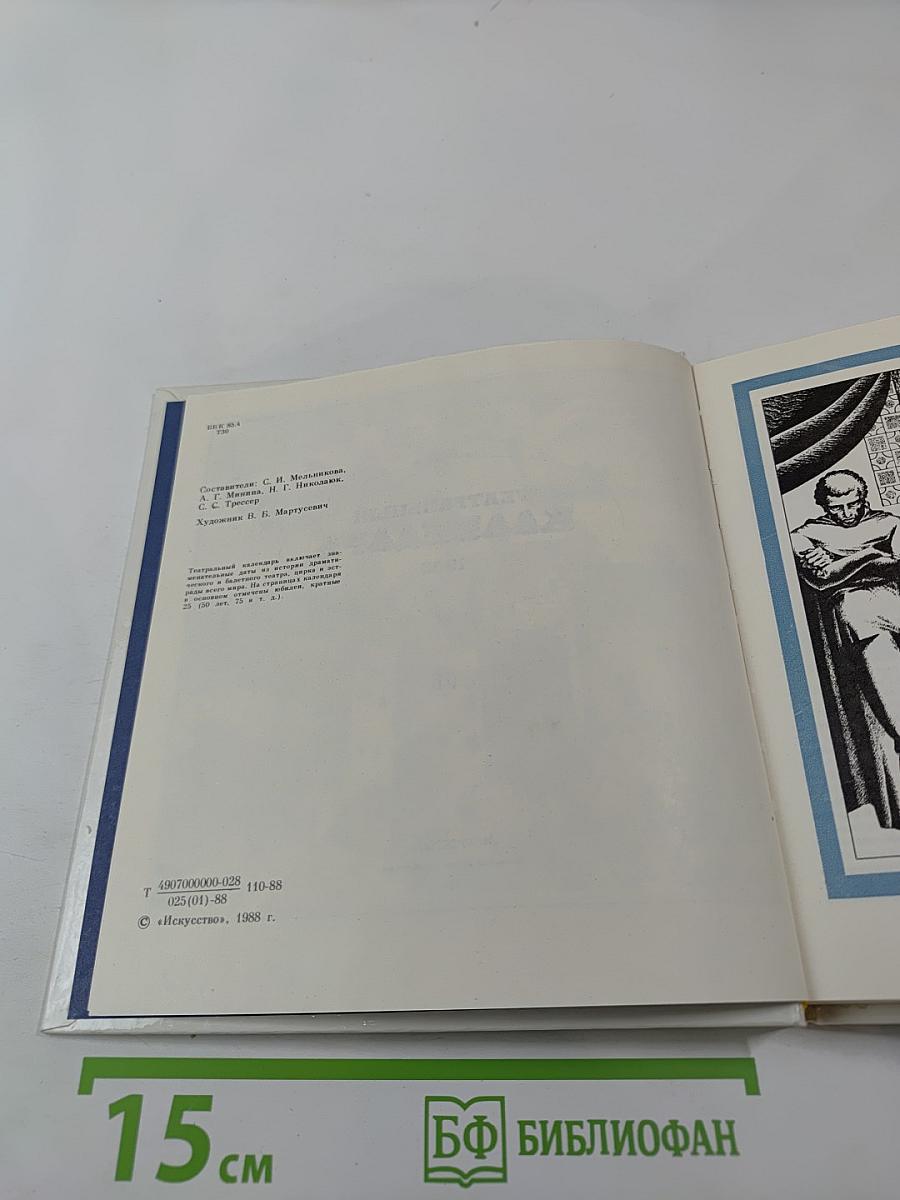 ББК 85.4
Т30
Составители: С. И. Мельникова,
А. Г. Минина, Н. Г. Николаюк,
С. С. Трессер
Художник В. Б. Мартусевич
Театральный календарь включает зна-
менательные даты из истории драмати-
ческого и балетного театра, цирка и эст-
рады всего мира. На страницах календаря
в основном отмечены юбилеи, кратные
25 (50 лет, 75 и т. д.).
Т 4907000000-028 110-88
025(01)-88
© «Искусство», 1988 г.
15 см
БФ БИБЛИОФАН